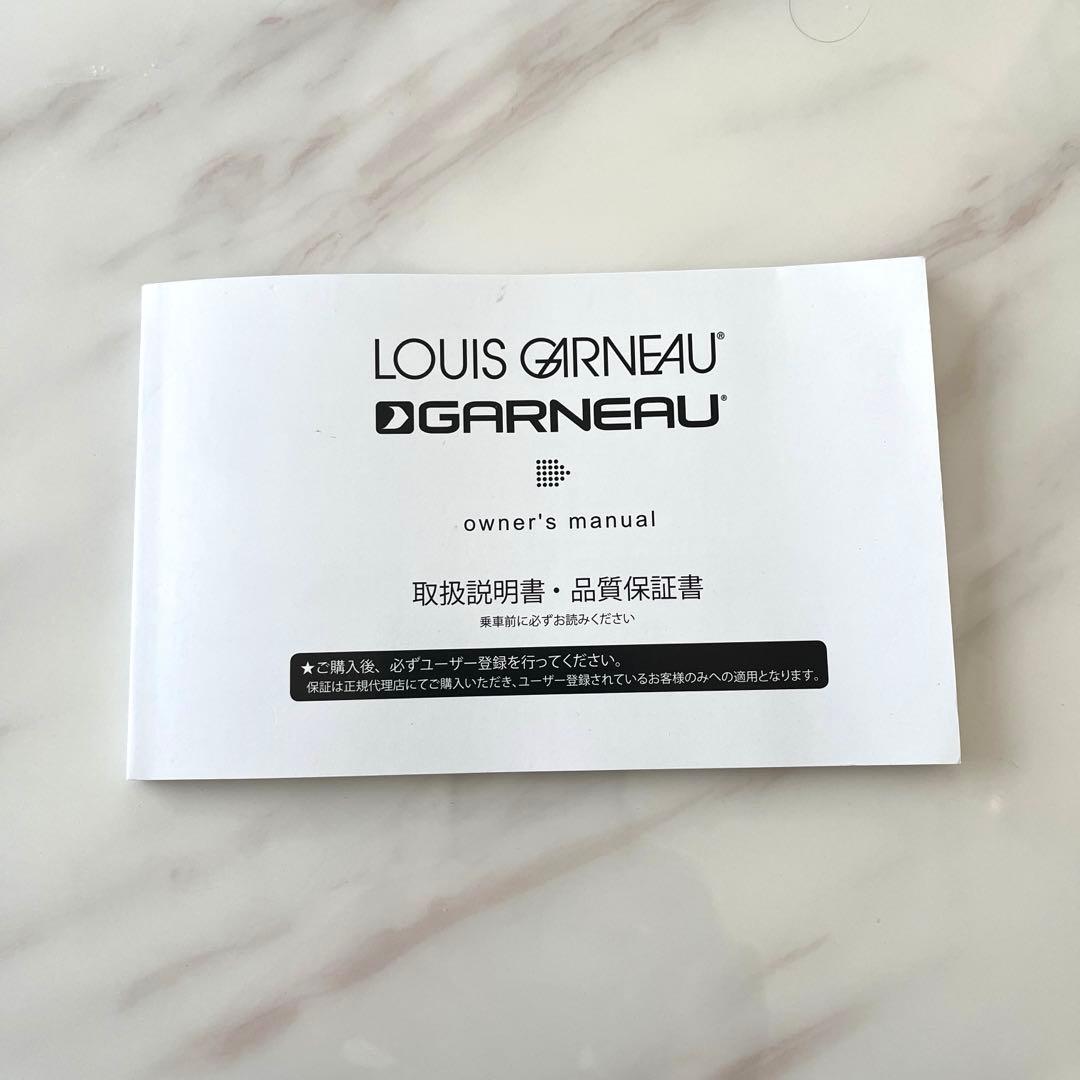 LOUIS GARNEAU®
GARNEAU®
owner's manual
取扱説明書・品質保証書
乗車前に必ずお読みください
★ご購入後、必ずユーザー登録を行ってください。
保証は正規代理店にてご購入いただき、ユーザー登録されているお客様のみへの適用となります。